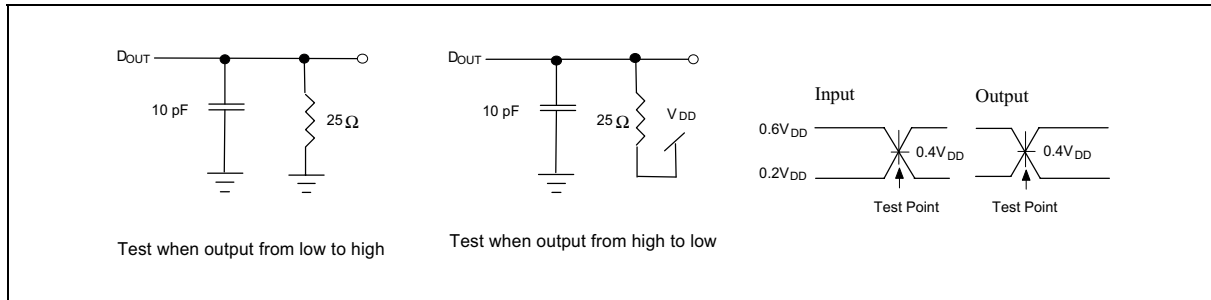 DOUT
10 pF
25Ω
Test when output from low to high
DOUT
10 pF
25Ω
VDD
Test when output from high to low
Input
0.6VDD
0.2VDD
0.4VDD
Test Point
Output
0.4VDD
Test Point